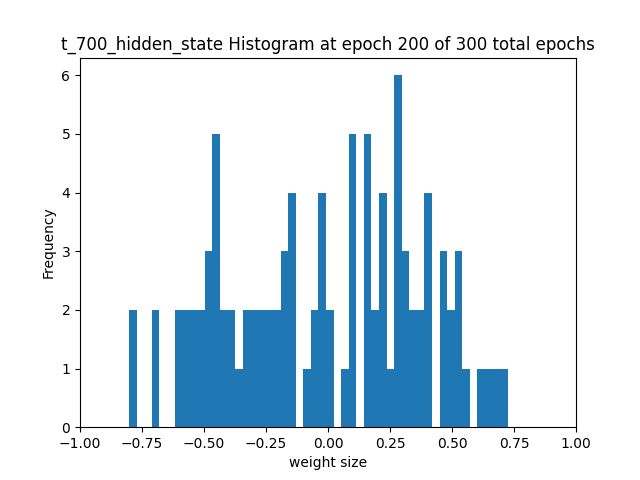 t_700_hidden_state Histogram at epoch 200 of 300 total epochs
6
5
4
3
2
1
0
Frequency
−1.00 −0.75 −0.50 −0.25 0.00 0.25 0.50 0.75 1.00
weight size